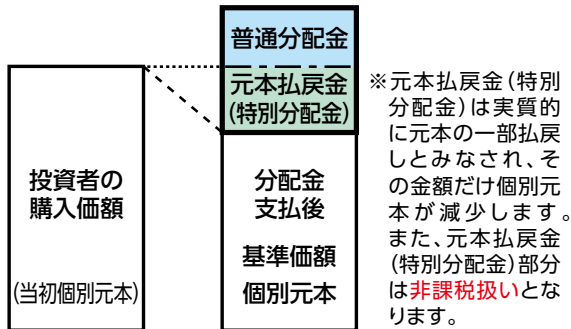 普通分配金
元本払戻金
(特別分配金)
投資者の
購入価額
(当初個別元本)
分配金
支払後
基準価額
個別元本
※元本払戻金(特別
分配金)は実質的
に元本の一部払戻
しとみなされ、そ
の金額だけ個別元
本が減少します。
また、元本払戻金
(特別分配金)部分
は非課税扱いとな
ります。